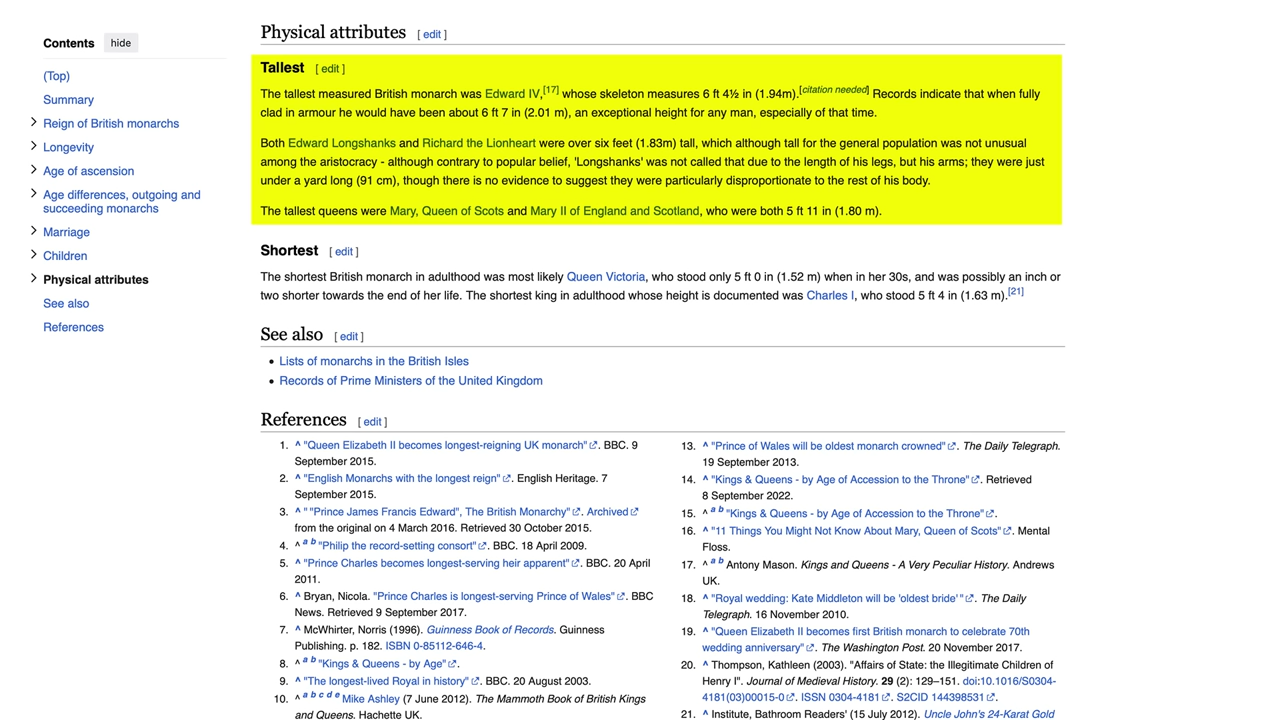 Contents hide
(Top)
Summary
Reign of British monarchs
Longevity
Age of ascension
Age differences, outgoing and
succeeding monarchs
Marriage
Children
Physical attributes
See also
References
Physical attributes [ edit ]
Tallest [ edit ]
The tallest measured British monarch was Edward IV,[17] whose skeleton measures 6 ft 4½ in (1.94m).[citation needed] Records indicate that when fully
clad in armour he would have been about 6 ft 7 in (2.01 m), an exceptional height for any man, especially of that time.
Both Edward Longshanks and Richard the Lionheart were over six feet (1.83m) tall, which although tall for the general population was not unusual
among the aristocracy - although contrary to popular belief, 'Longshanks' was not called that due to the length of his legs, but his arms; they were just
under a yard long (91 cm), though there is no evidence to suggest they were particularly disproportionate to the rest of his body.
The tallest queens were Mary, Queen of Scots and Mary II of England and Scotland, who were both 5 ft 11 in (1.80 m).
Shortest [ edit ]
The shortest British monarch in adulthood was most likely Queen Victoria, who stood only 5 ft 0 in (1.52 m) when in her 30s, and was possibly an inch or
two shorter towards the end of her life. The shortest king in adulthood whose height is documented was Charles I, who stood 5 ft 4 in (1.63 m).[21]
See also [ edit ]
• Lists of monarchs in the British Isles
• Records of Prime Ministers of the United Kingdom
References [ edit ]
1. ^ "Queen Elizabeth II becomes longest-reigning UK monarch". BBC. 9
September 2015.
2. ^ "English Monarchs with the longest reign". English Heritage. 7
September 2015.
3. ^ " "Prince James Francis Edward", The British Monarchy". Archived
from the original on 4 March 2016. Retrieved 30 October 2015.
4. ^ a b "Philip the record-setting consort". BBC. 18 April 2009.
5. ^ "Prince Charles becomes longest-serving heir apparent". BBC. 20 April
2011.
6. ^ Bryan, Nicola. "Prince Charles is longest-serving Prince of Wales". BBC
News. Retrieved 9 September 2017.
7. ^ McWhirter, Norris (1996). Guinness Book of Records. Guinness
Publishing. p. 182. ISBN 0-85112-646-4.
8. ^ a b "Kings & Queens - by Age".
9. ^ "The longest-lived Royal in history". BBC. 20 August 2003.
10. ^ a b c d e Mike Ashley (7 June 2012). The Mammoth Book of British Kings
and Queens. Hachette UK.
13. ^ "Prince of Wales will be oldest monarch crowned". The Daily Telegraph.
19 September 2013.
14. ^ "Kings & Queens - by Age of Accession to the Throne". Retrieved
8 September 2022.
15. ^ a b "Kings & Queens - by Age of Accession to the Throne".
16. ^ "11 Things You Might Not Know About Mary, Queen of Scots". Mental
Floss.
17. ^ a b Antony Mason. Kings and Queens - A Very Peculiar History. Andrews
UK.
18. ^ "Royal wedding: Kate Middleton will be 'oldest bride' ". The Daily
Telegraph. 16 November 2010.
19. ^ "Queen Elizabeth II becomes first British monarch to celebrate 70th
wedding anniversary". The Washington Post. 20 November 2017.
20. ^ Thompson, Kathleen (2003). "Affairs of State: the Illegitimate Children of
Henry I". Journal of Medieval History. 29 (2): 129–151. doi:10.1016/S0304-
4181(03)00015-0. ISSN 0304-4181. S2CID 144398531.
21. ^ Institute, Bathroom Readers' (15 July 2012). Uncle John's 24-Karat Gold